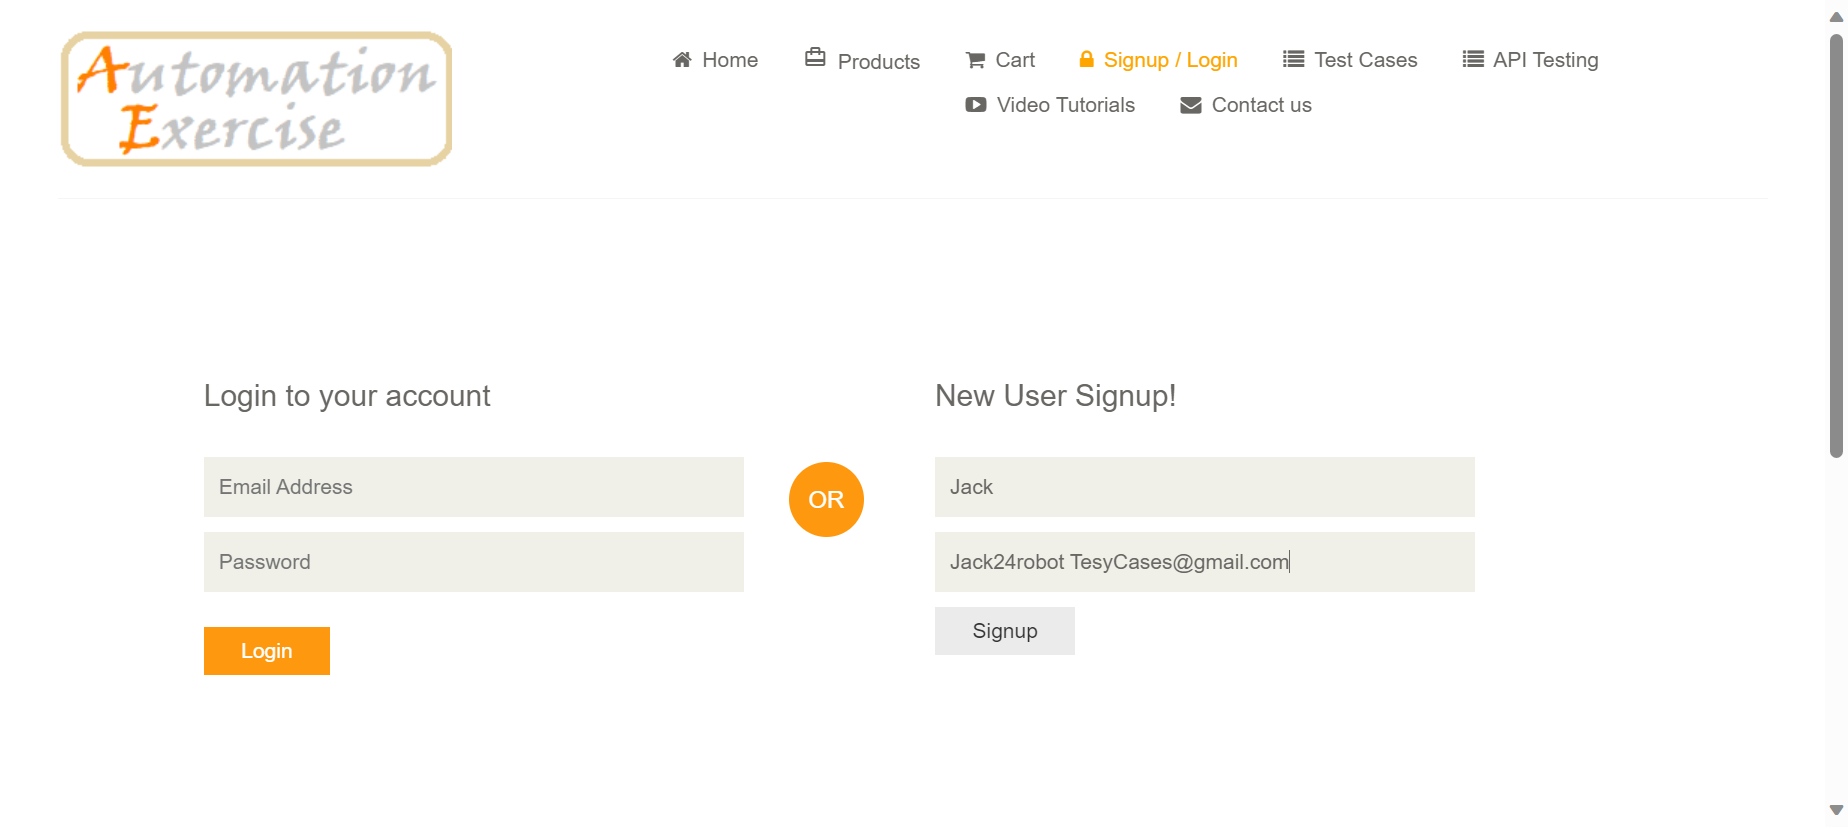 Automation
Exercise
Home Products Cart Signup / Login Test Cases API Testing
Video Tutorials Contact us
Login to your account
Email Address
Password
Login
OR
New User Signup!
Jack
Jack24robot TesyCases@gmail.com
Signup